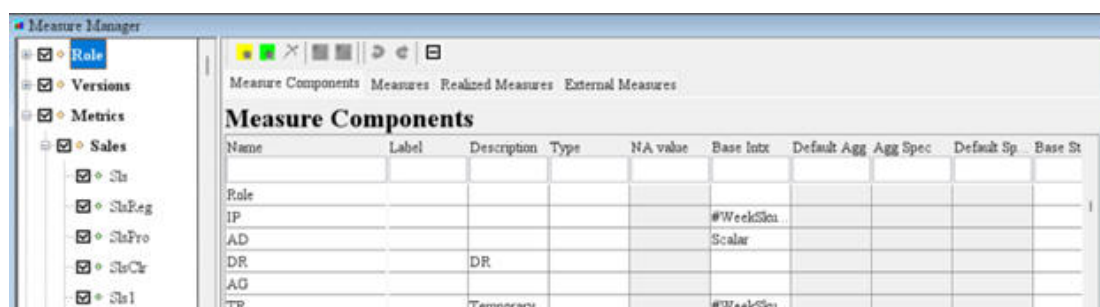 Measure Manager
Role
Versions
Metrics
Sales
Sls
SlsReg
SlsPro
SlsClr
Sls1
Measure Components Measures Realized Measures External Measures
Measure Components
Name Label Description Type NA value Base Intx Default Agg Agg Spec Default Sp... Base St
Role
IP #WeekSku...
AD Scalar
DR DR
AG
TR Temporary #WeekSku